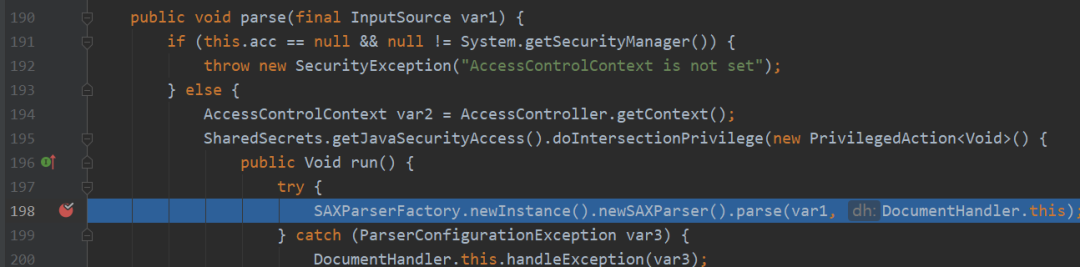 190 public void parse(final InputSource var1) {
191 if (this.acc == null && null != System.getSecurityManager()) {
192 throw new SecurityException("AccessControlContext is not set");
193 } else {
194 AccessControlContext var2 = AccessController.getContext();
195 SharedSecrets.getJavaSecurityAccess().doIntersectionPrivilege(new PrivilegedAction<Void>() {
196 public Void run() {
197 try {
198 SAXParserFactory.newInstance().newSAXParser().parse(var1, dh: DocumentHandler.this);
199 } catch (ParserConfigurationException var3) {
200 DocumentHandler.this.handleException(var3);